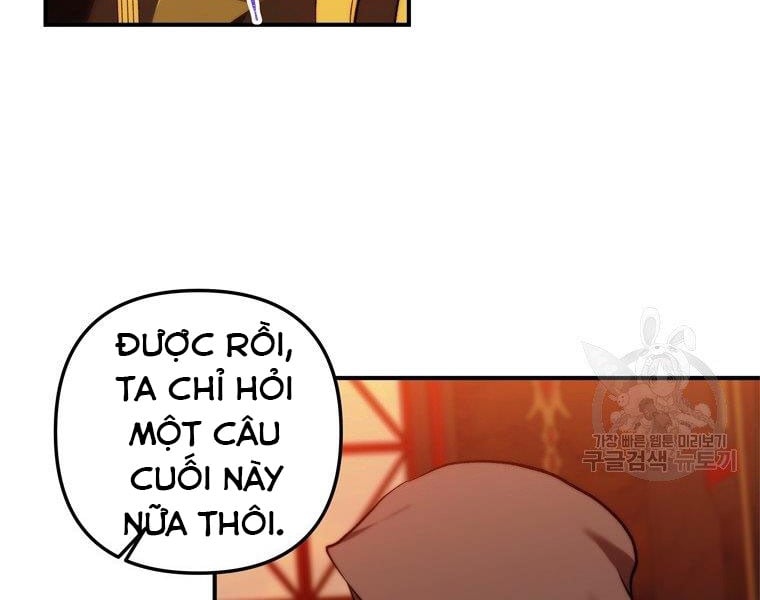 ĐƯỢC RỒI,
TA CHỈ HỎI
MỘT CÂU
CUỐI NÀY
NỮA THÔI.
가장 빠른 웹툰 미리보기
구글검색 뉴토끼